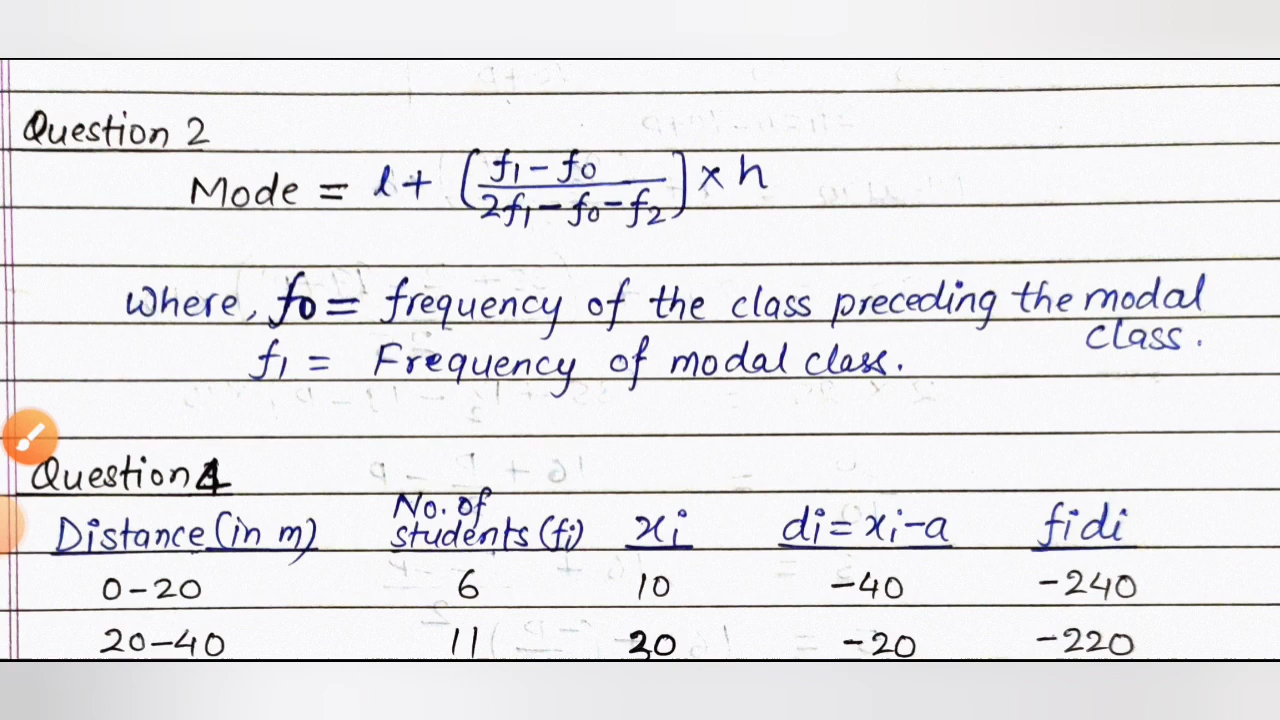 Question 2
Mode = l + [f1 - f0 / 2f1 - f0 - f2] × h
Where, f0 = frequency of the class preceding the modal class.
f1 = Frequency of modal class.
Question 4
Distance (in m) No. of students (fi) xi di = xi - a fidi
0-20 6 10 -40 -240
20-40 11 30 -20 -220